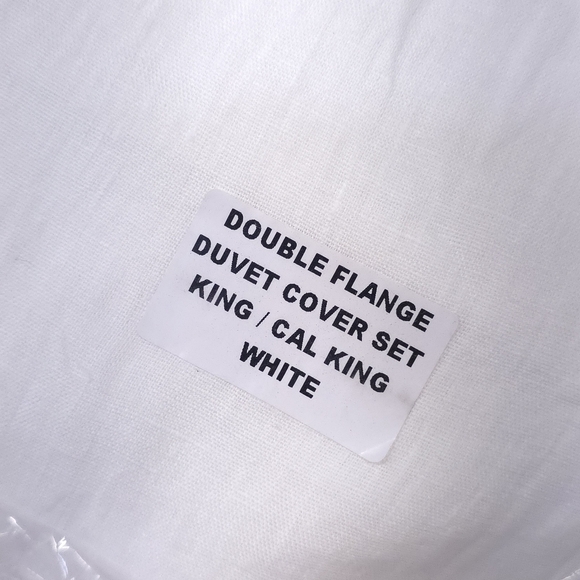 DOUBLE FLANGE
DUVET COVER SET
KING / CAL KING
WHITE